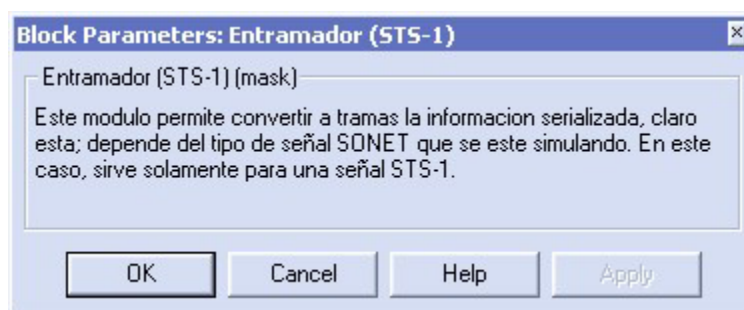 Block Parameters: Entramador (STS-1)
Entramador (STS-1) (mask)
Este modulo permite convertir a tramas la informacion serializada, claro
esta; depende del tipo de señal SONET que se este simulando. En este
caso, sirve solamente para una señal STS-1.
OK Cancel Help Apply